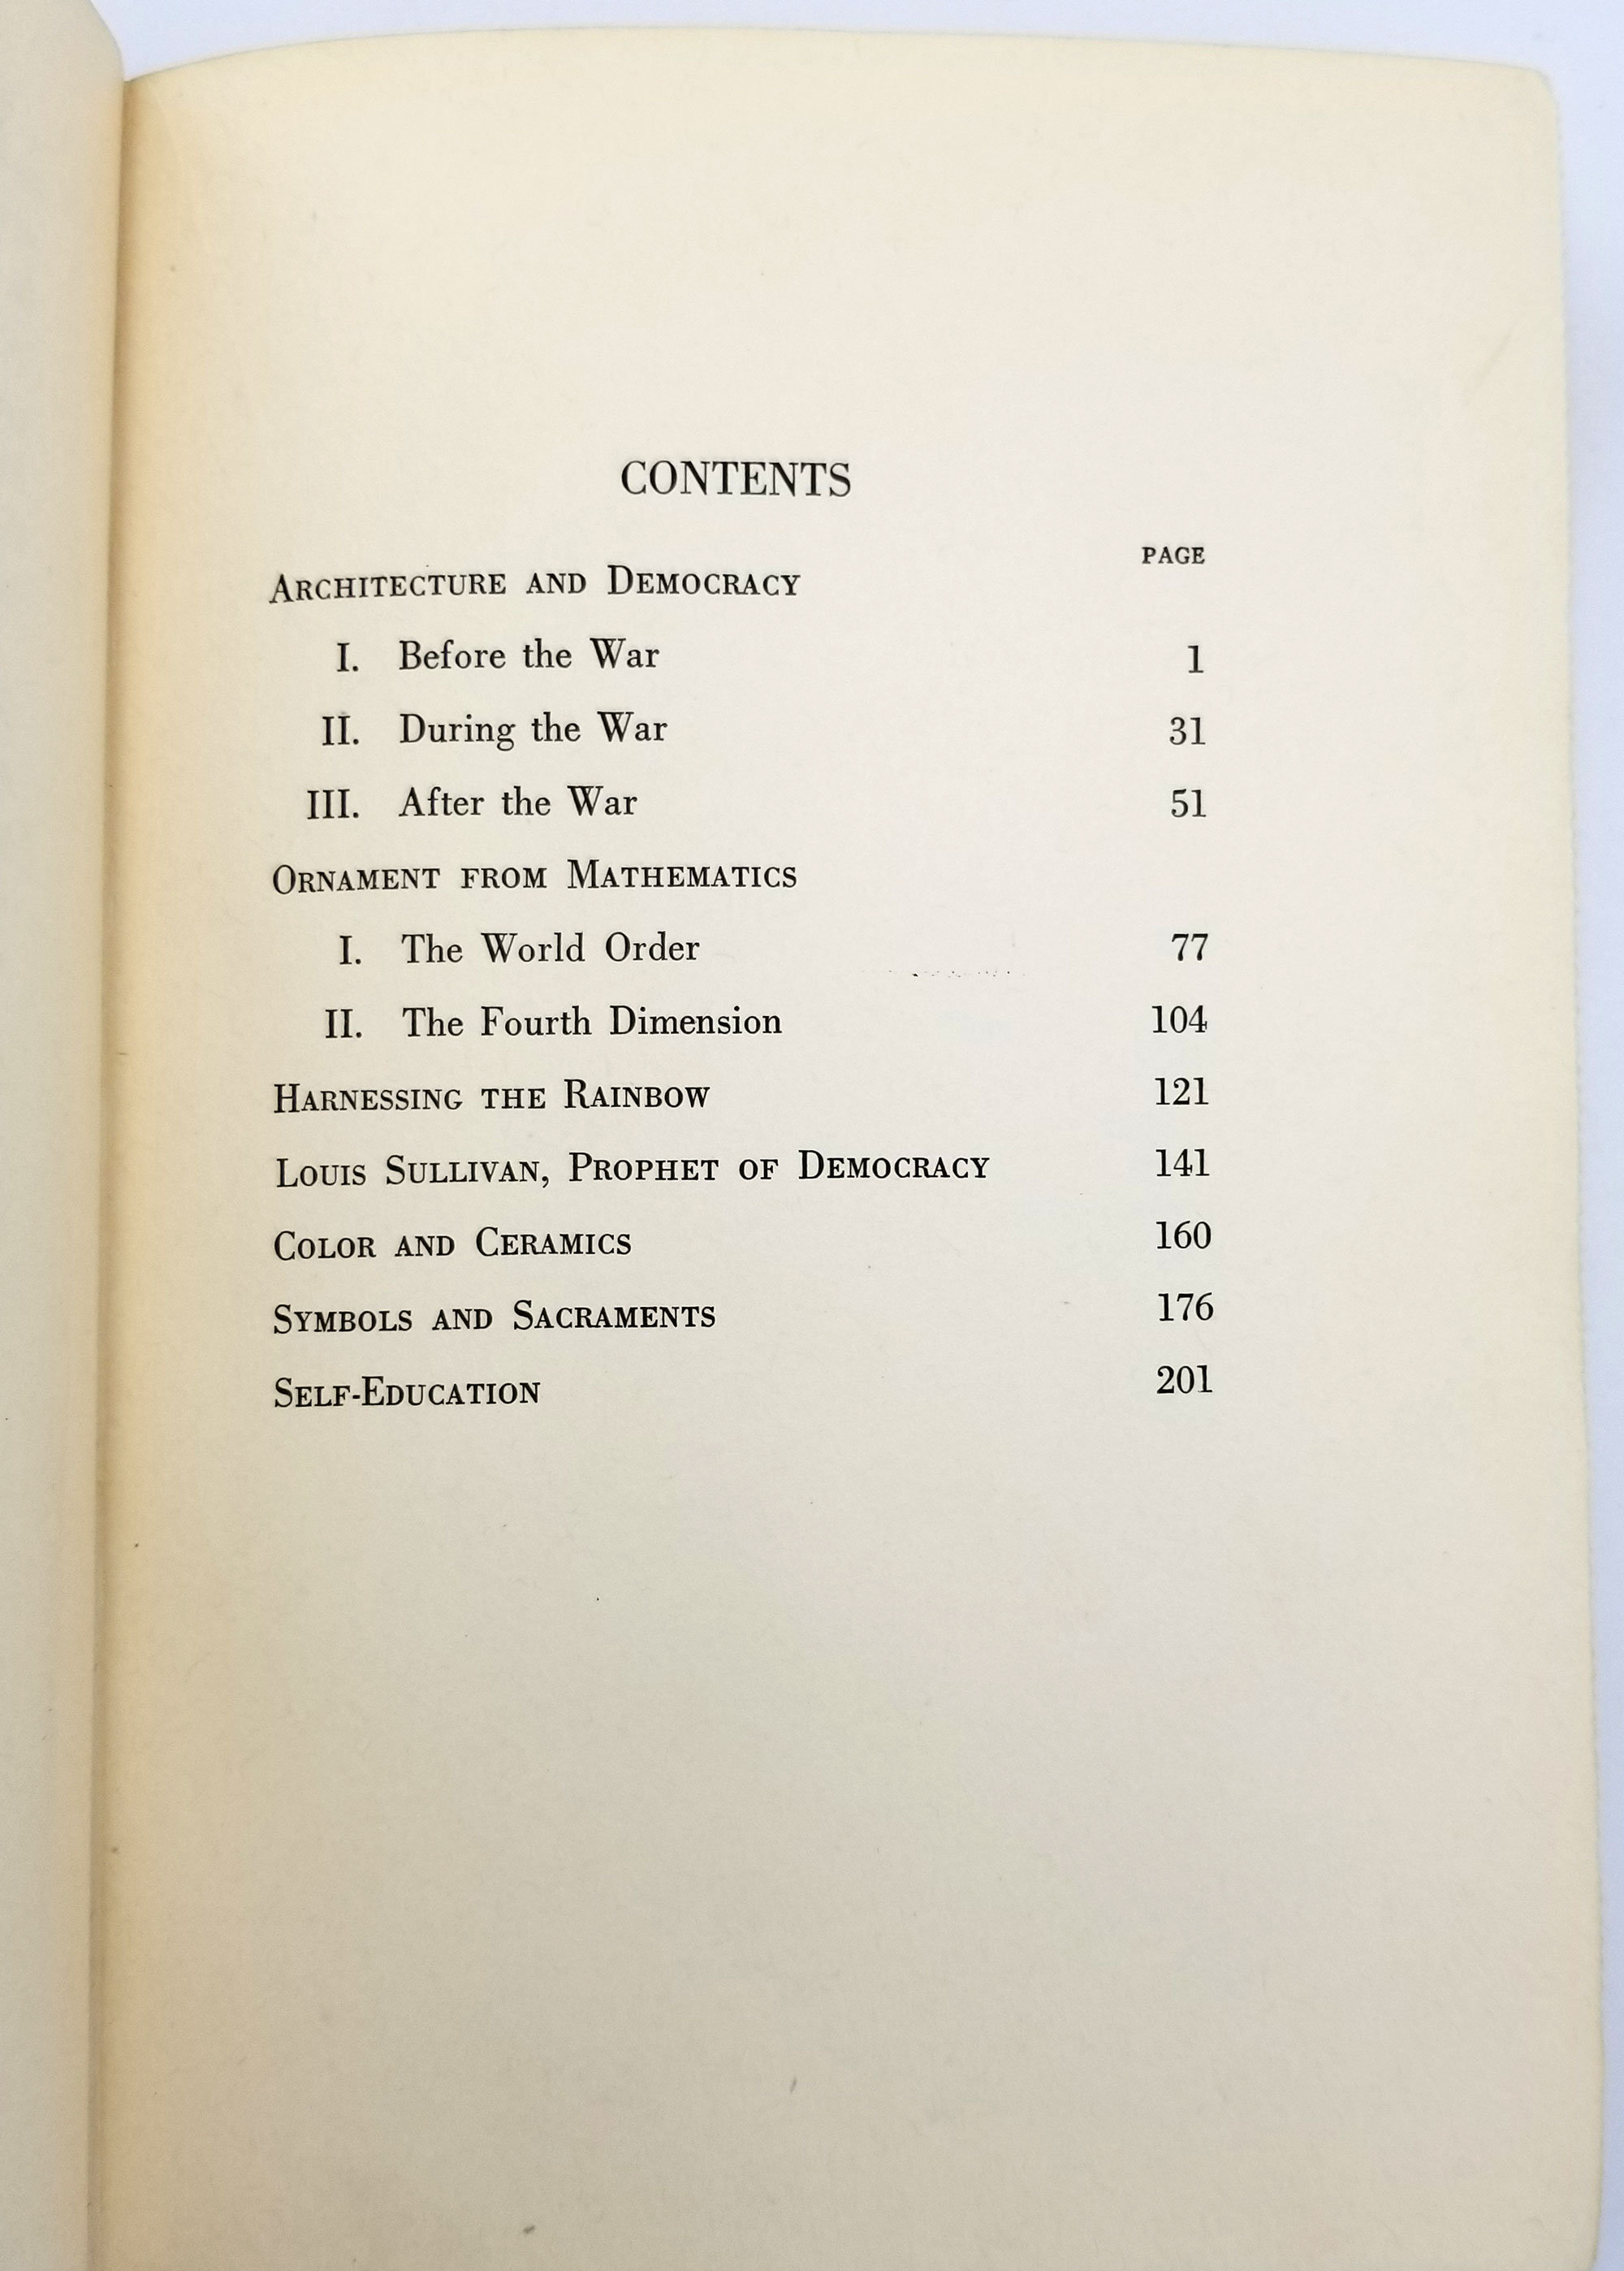 CONTENTS
PAGE
Architecture and Democracy
I. Before the War 1
II. During the War 31
III. After the War 51
Ornament from Mathematics
I. The World Order 77
II. The Fourth Dimension 104
Harnessing the Rainbow 121
Louis Sullivan, Prophet of Democracy 141
Color and Ceramics 160
Symbols and Sacraments 176
Self-Education 201